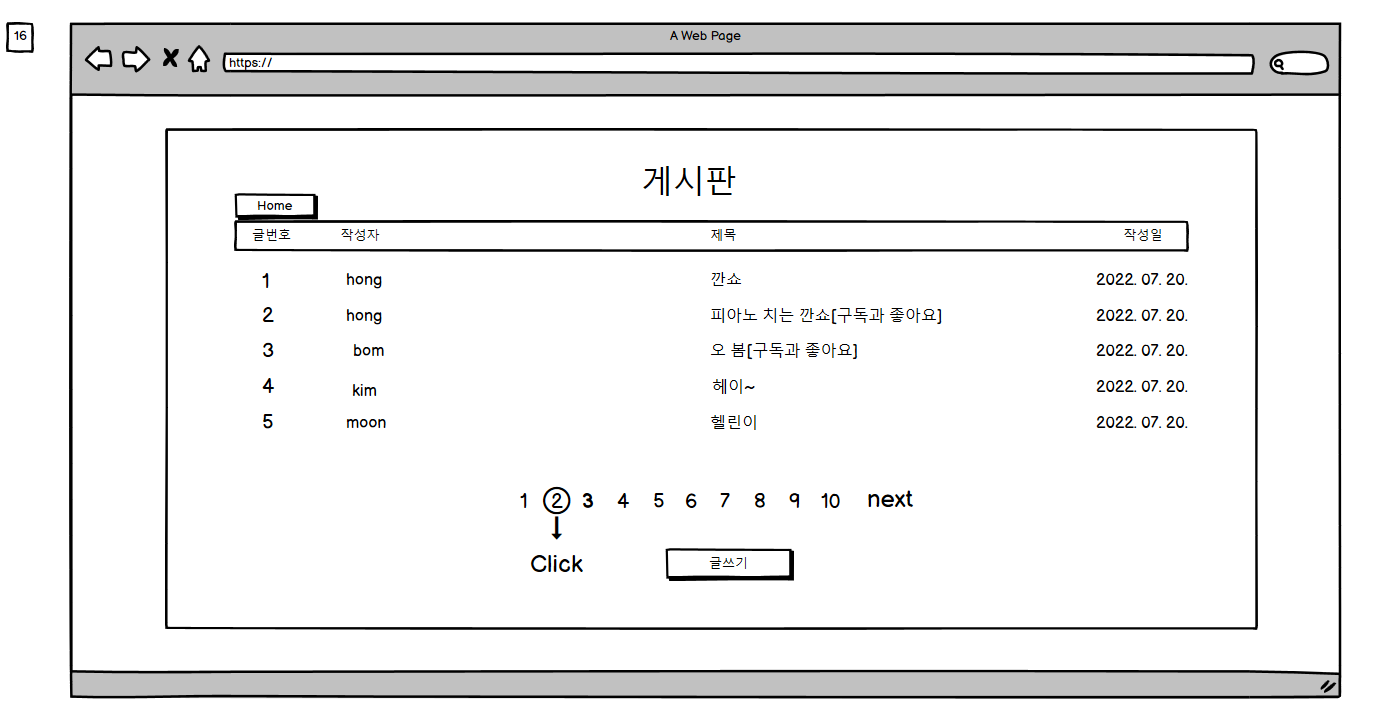 16
A Web Page
https://
게시판
Home
글번호 작성자 제목 작성일
1 hong 깐쇼 2022. 07. 20.
2 hong 피아노 치는 깐쇼[구독과 좋아요] 2022. 07. 20.
3 bom 오 봄[구독과 좋아요] 2022. 07. 20.
4 kim 헤이~ 2022. 07. 20.
5 moon 헬린이 2022. 07. 20.
1 2 3 4 5 6 7 8 9 10 next
Click 글쓰기